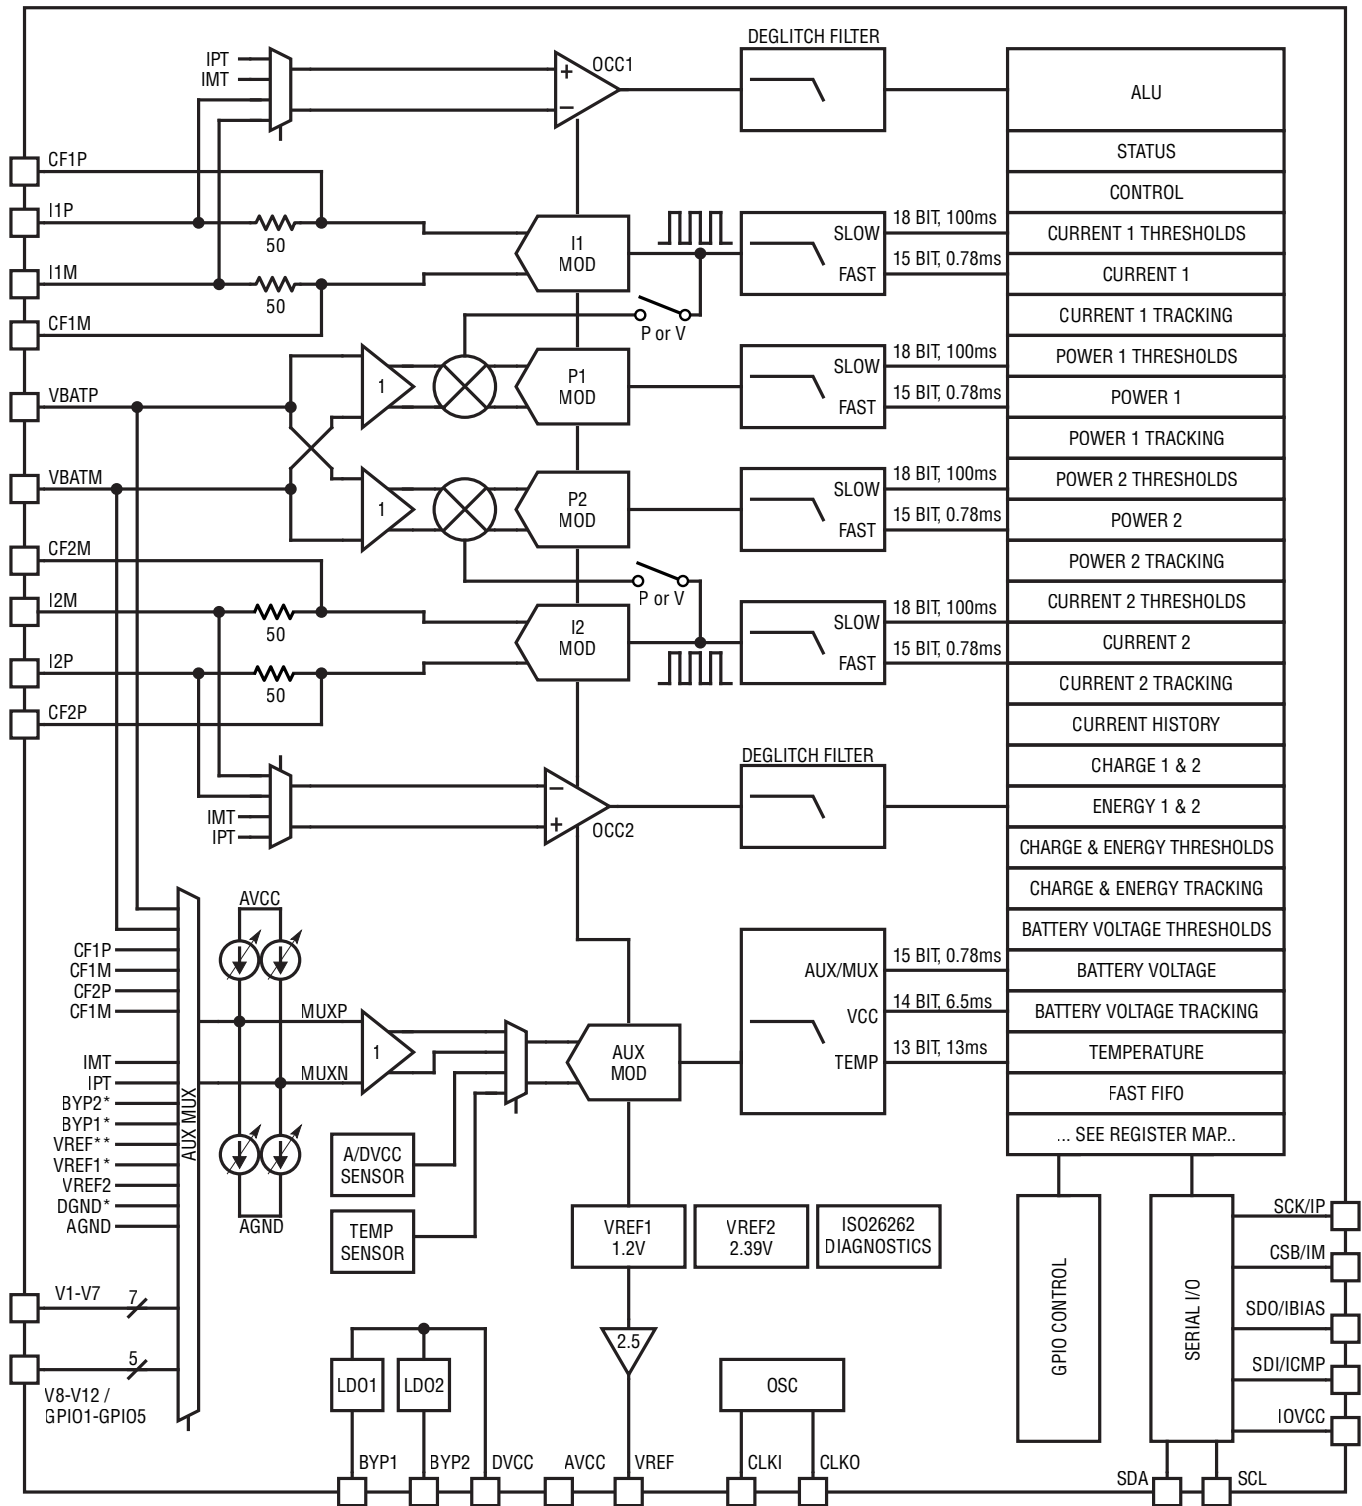 DEGLITCH FILTER
IPT
IMT
+
−
OCC1
ALU
STATUS
CONTROL
CURRENT 1 THRESHOLDS
CURRENT 1
CURRENT 1 TRACKING
POWER 1 THRESHOLDS
POWER 1
POWER 1 TRACKING
POWER 2 THRESHOLDS
POWER 2
POWER 2 TRACKING
CURRENT 2 THRESHOLDS
CURRENT 2
CURRENT 2 TRACKING
CURRENT HISTORY
CHARGE 1 & 2
ENERGY 1 & 2
CHARGE & ENERGY THRESHOLDS
CHARGE & ENERGY TRACKING
BATTERY VOLTAGE THRESHOLDS
BATTERY VOLTAGE
BATTERY VOLTAGE TRACKING
TEMPERATURE
FAST FIFO
... SEE REGISTER MAP...
CF1P
I1P
50
I1M
50
CF1M
I1
MOD
SLOW
FAST
18 BIT, 100ms
15 BIT, 0.78ms
P or V
VBATP
1
P1
MOD
SLOW
FAST
18 BIT, 100ms
15 BIT, 0.78ms
VBATM
1
P2
MOD
SLOW
FAST
18 BIT, 100ms
15 BIT, 0.78ms
CF2M
I2M
50
I2P
50
CF2P
P or V
I2
MOD
SLOW
FAST
18 BIT, 100ms
15 BIT, 0.78ms
DEGLITCH FILTER
IMT
IPT
−
+
OCC2
AVCC
CF1P
CF1M
CF2P
CF1M
IMT
IPT
BYP2*
BYP1*
VREF**
VREF1*
VREF2
DGND*
AGND
AUX MUX
MUXP
MUXN
AGND
1
A/DVCC
SENSOR
TEMP
SENSOR
AUX
MOD
AUX/MUX
VCC
TEMP
15 BIT, 0.78ms
14 BIT, 6.5ms
13 BIT, 13ms
VREF1
1.2V
VREF2
2.39V
ISO26262
DIAGNOSTICS
V1-V7
7
5
V8-V12 /
GPIO1-GPIO5
LDO1
LDO2
2.5
OSC
GPIO CONTROL
SERIAL I/O
SCK/IP
CSB/IM
SDO/IBIAS
SDI/ICMP
IOVCC
BYP1
BYP2
DVCC
AVCC
VREF
CLKI
CLKO
SDA
SCL